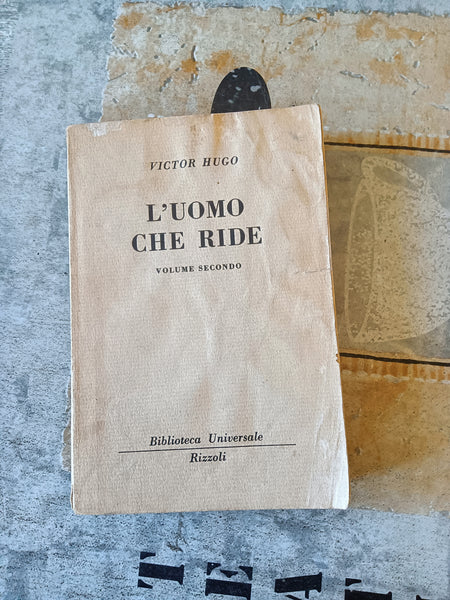 VICTOR HUGO
L'UOMO
CHE RIDE
VOLUME SECONDO
Biblioteca Universale
Rizzoli